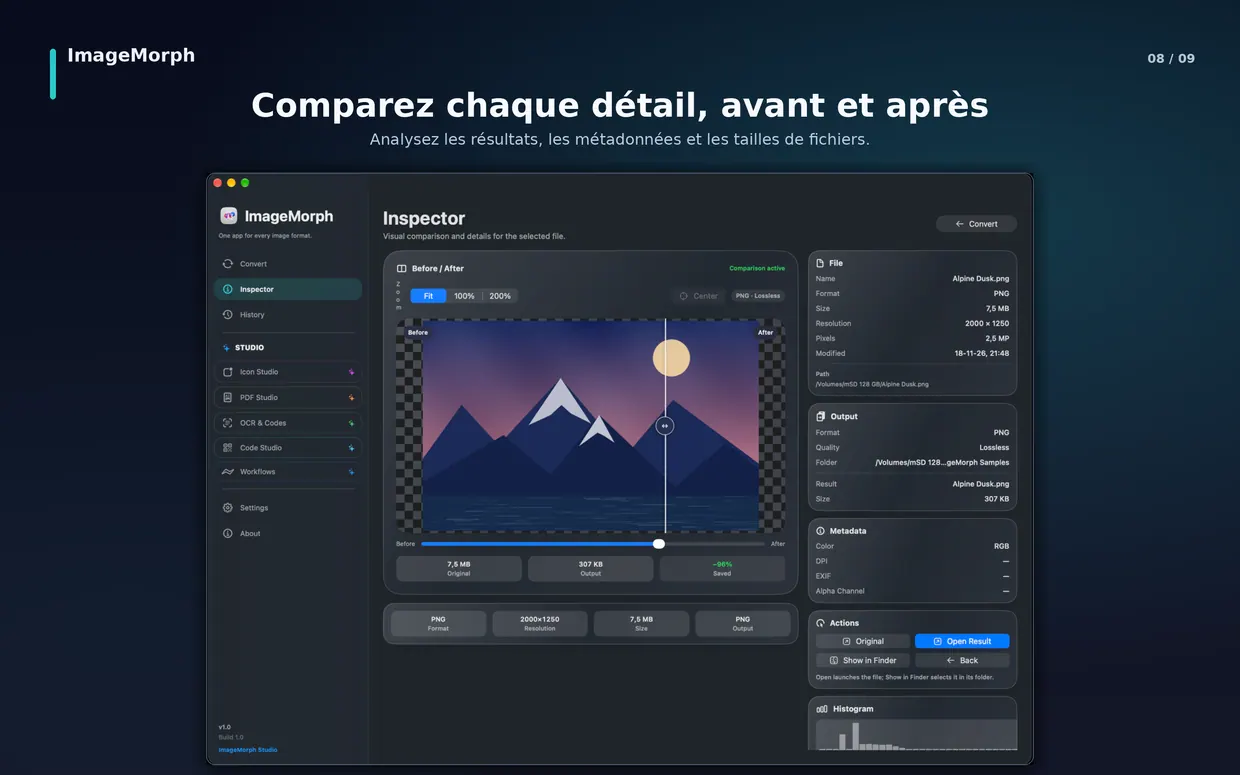 ImageMorph
08 / 09
Comparez chaque détail, avant et après
Analysez les résultats, les métadonnées et les tailles de fichiers.
ImageMorph
One app for every image format.
Convert
Inspector
History
STUDIO
Icon Studio
PDF Studio
OCR & Codes
Code Studio
Workflows
Settings
About
v1.0
Build 1.0
ImageMorph Studio
Inspector
Visual comparison and details for the selected file.
Convert
Before / After
Comparison active
Zoom
Fit
100%
200%
Center
PNG · Lossless
Before
After
Before
After
7,5 MB
Original
307 KB
Output
−96%
Saved
PNG
Format
2000×1250
Resolution
7,5 MB
Size
PNG
Output
File
Name Alpine Dusk.png
Format PNG
Size 7,5 MB
Resolution 2000 × 1250
Pixels 2,5 MP
Modified 18-11-26, 21:48
Path
/Volumes/mSD 128 GB/Alpine Dusk.png
Output
Format PNG
Quality Lossless
Folder /Volumes/mSD 128...geMorph Samples
Result Alpine Dusk.png
Size 307 KB
Metadata
Color RGB
DPI —
EXIF —
Alpha Channel —
Actions
Original
Open Result
Show in Finder
Back
Open launches the file; Show in Finder selects it in its folder.
Histogram